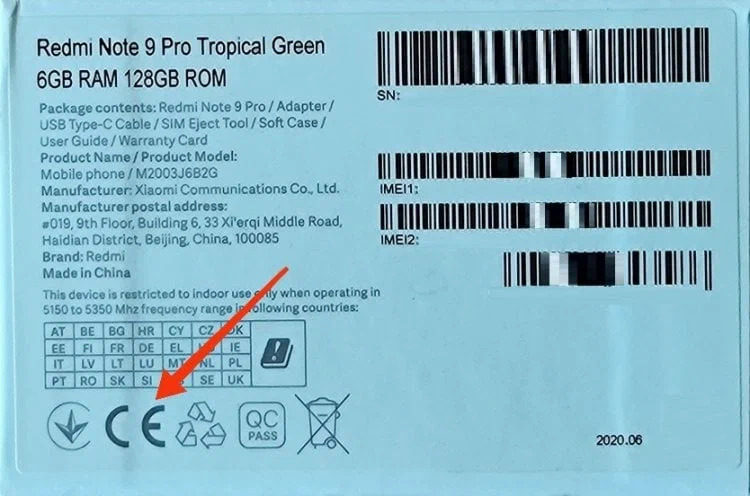 Redmi Note 9 Pro Tropical Green
6GB RAM 128GB ROM
Package contents: Redmi Note 9 Pro / Adapter /
USB Type-C Cable / SIM Eject Tool / Soft Case /
User Guide / Warranty Card
Product Name / Product Model:
Mobile phone / M2003J6B2G
Manufacturer: Xiaomi Communications Co., Ltd.
Manufacturer postal address:
#019, 9th Floor, Building 6, 33 Xi'erqi Middle Road,
Haidian District, Beijing, China, 100085
Brand: Redmi
Made in China
This device is restricted to indoor use only when operating in
5150 to 5350 Mhz frequency range in following countries:
AT BE BG HR CY CZ DK
EE FI FR DE EL IE
IT LV LT LU MT NL PL
PT RO SK SI SE UK
CE
QC
PASS
SN:
IMEI1:
IMEI2:
2020.06